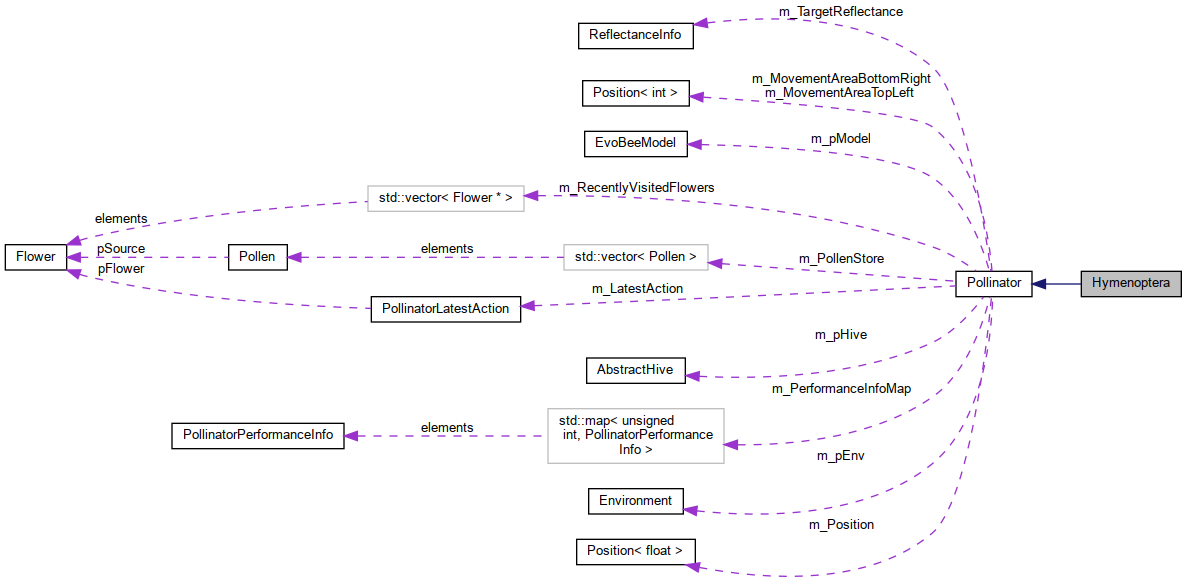 m_TargetReflectance
ReflectanceInfo
m_MovementAreaBottomRight
m_MovementAreaTopLeft
Position< int >
m_pModel
EvoBeeModel
m_RecentlyVisitedFlowers
std::vector< Flower * >
elements
pSource
elements
Flower
Pollen
std::vector< Pollen >
m_PollenStore
pFlower
m_LatestAction
Pollinator
Hymenoptera
PollinatorLatestAction
m_pHive
AbstractHive
m_PerformanceInfoMap
std::map< unsigned
int, PollinatorPerformance
Info >
elements
PollinatorPerformanceInfo
m_pEnv
Environment
m_Position
Position< float >